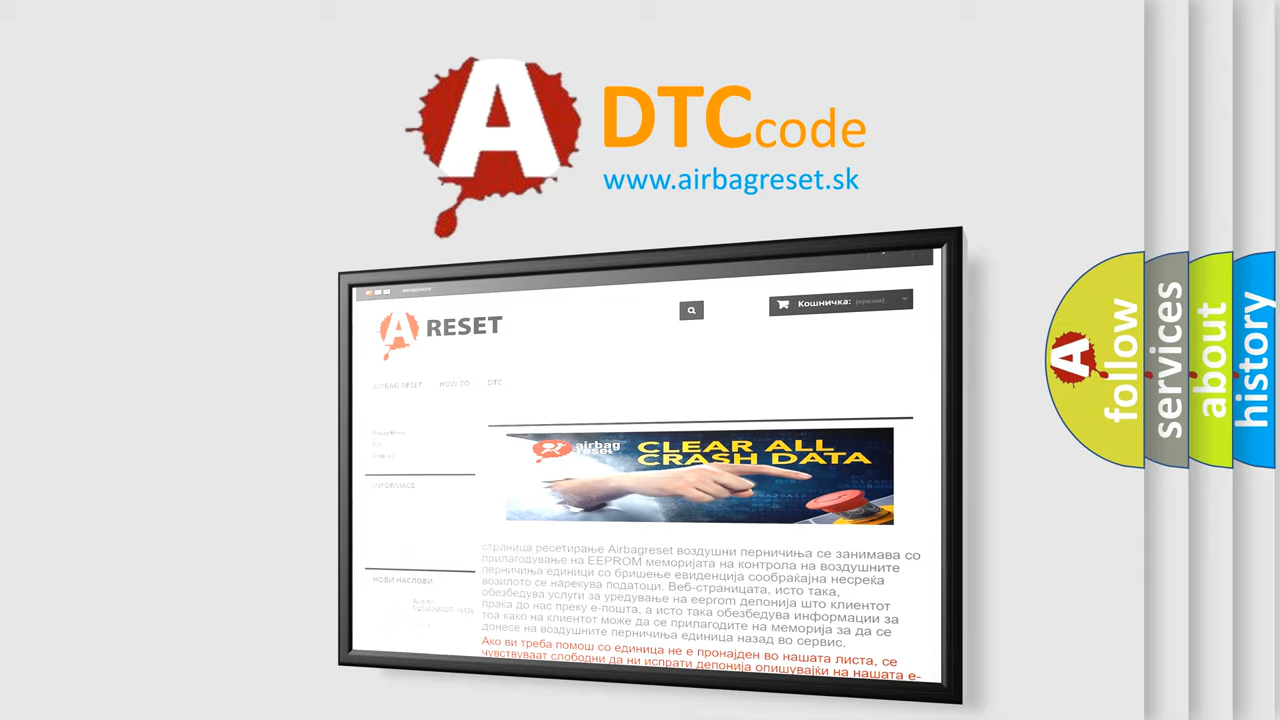 A DTC code
www.airbagreset.sk
A RESET
Кошничка: (празни)
AIRBAG RESET HOW TO DTC
INFORMACE
НОВИ НАСЛОВИ
airbag
reset
CLEAR ALL
CRASH DATA
страница ресетирање Airbagreset воздушни перничиња се занимава со
прилагодување на EEPROM меморијата на контрола на воздушните
перничиња единици со бришење евиденција сообраќајна несреќа
возилото се нарекува податоци. Веб-страницата, исто така,
обезбедува услуги за уредување на eeprom депонија што клиентот
праќа до нас преку е-пошта, а исто така обезбедува информации за
тоа како на клиентот може да се прилагодите на меморија за да се
донесе на воздушните перничиња единица назад во сервис.
Ако ви треба помош со единица не е пронајден во нашата листа, се
чувствуваат слободни да ни испрати депонија опишувајќи на нашата е-
A follow
services
about
history